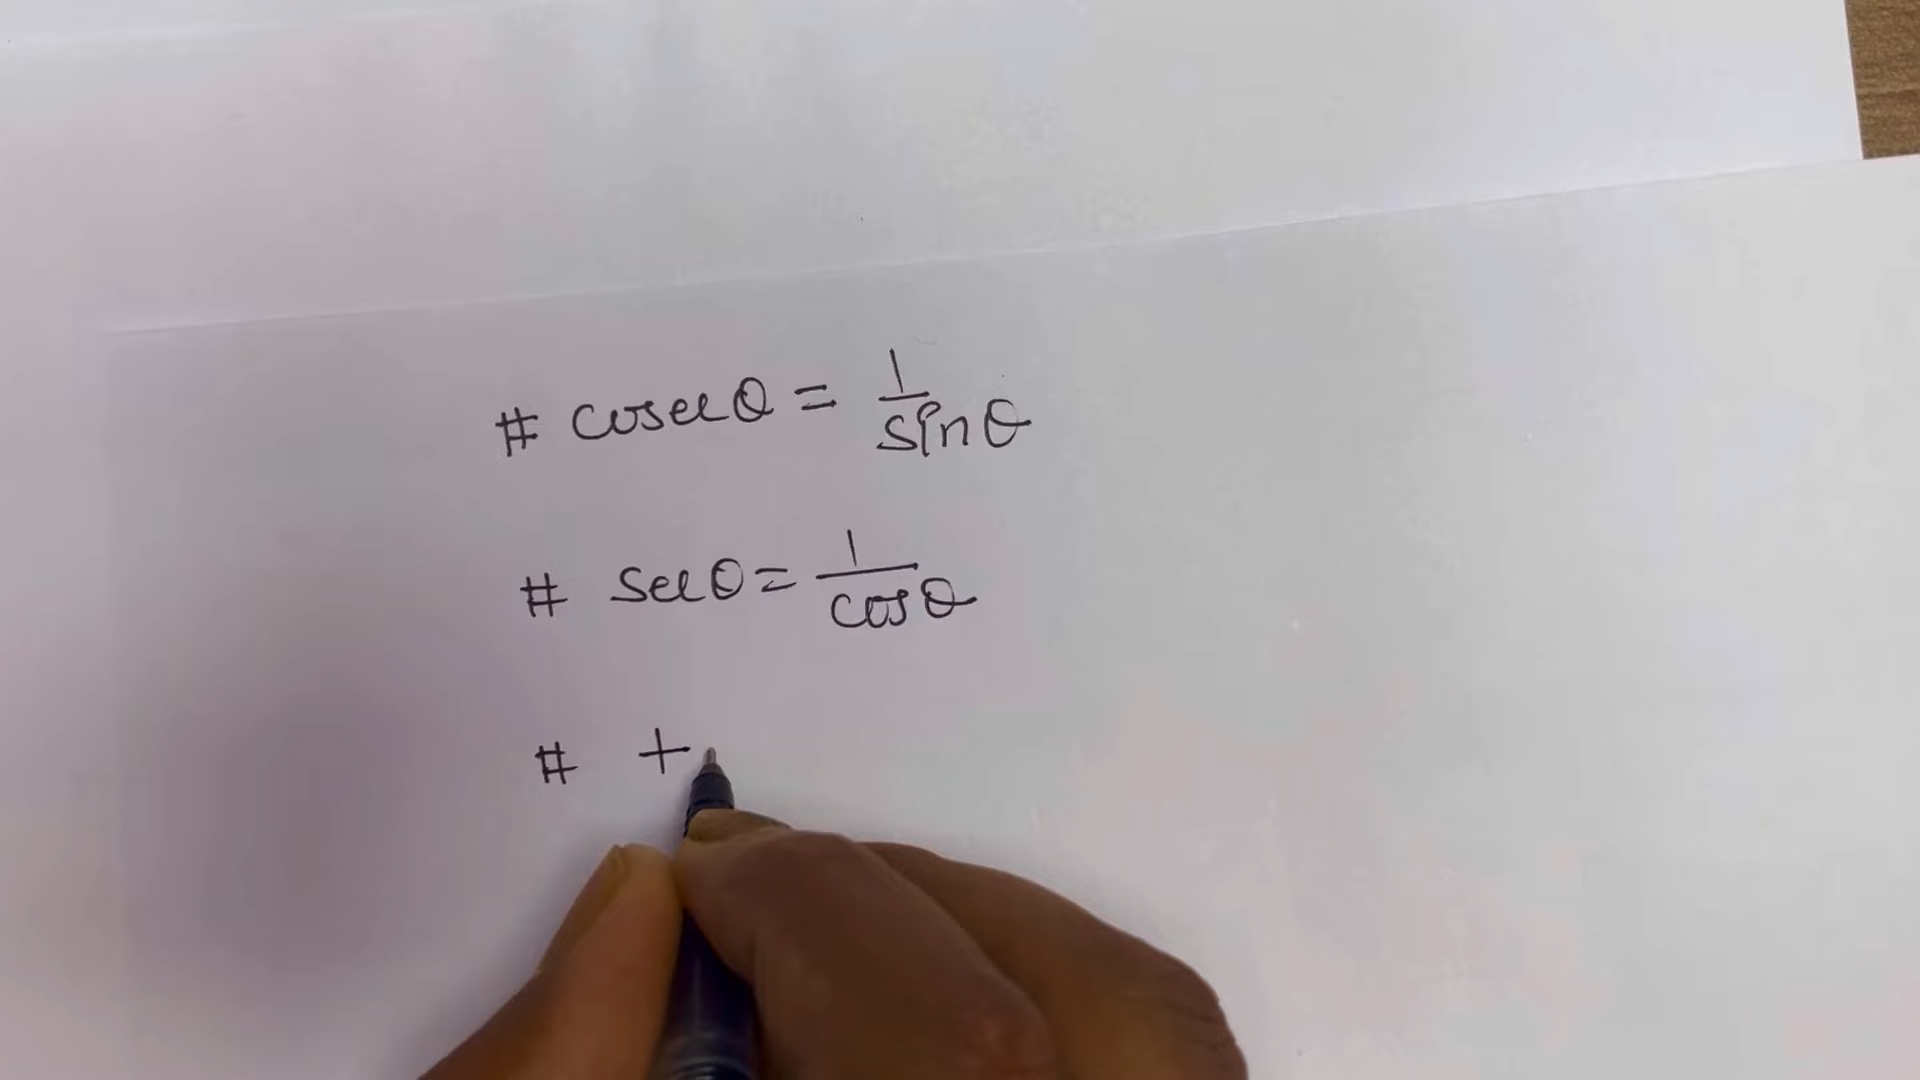 # cosecθ = 1/sinθ
# secθ = 1/cosθ
# t